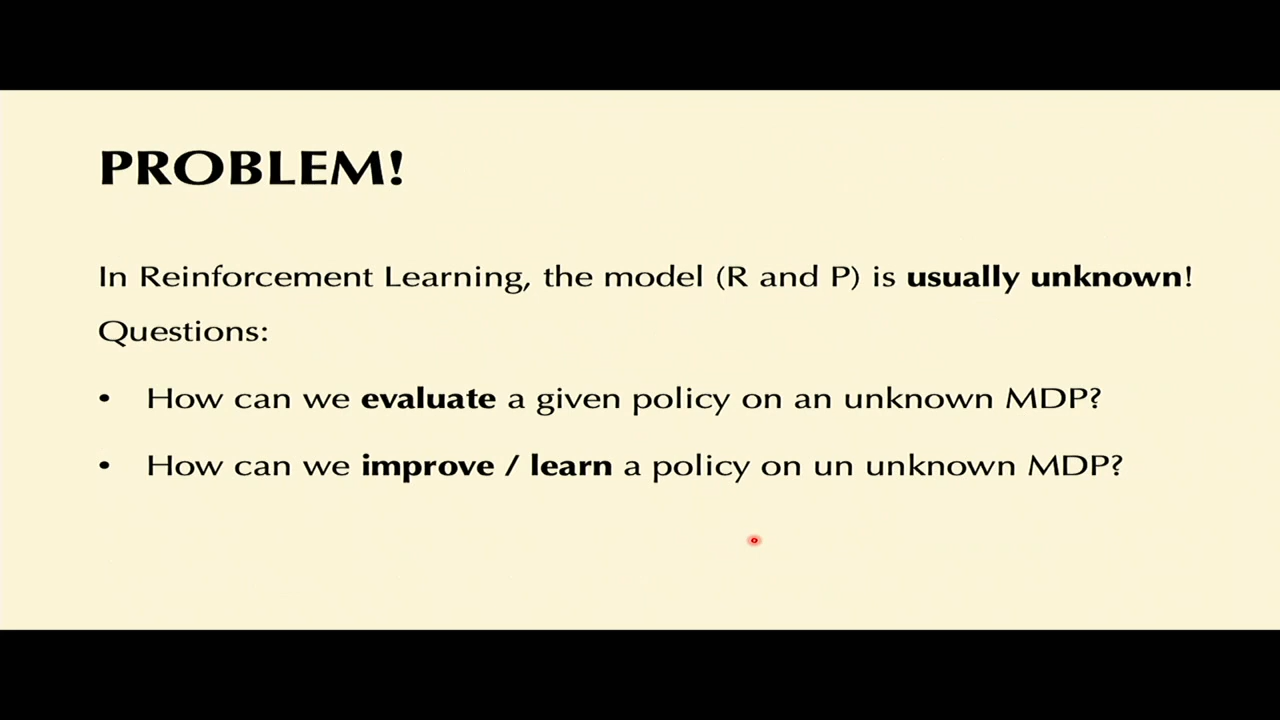 PROBLEM!
In Reinforcement Learning, the model (R and P) is usually unknown!
Questions:
• How can we evaluate a given policy on an unknown MDP?
• How can we improve / learn a policy on un unknown MDP?